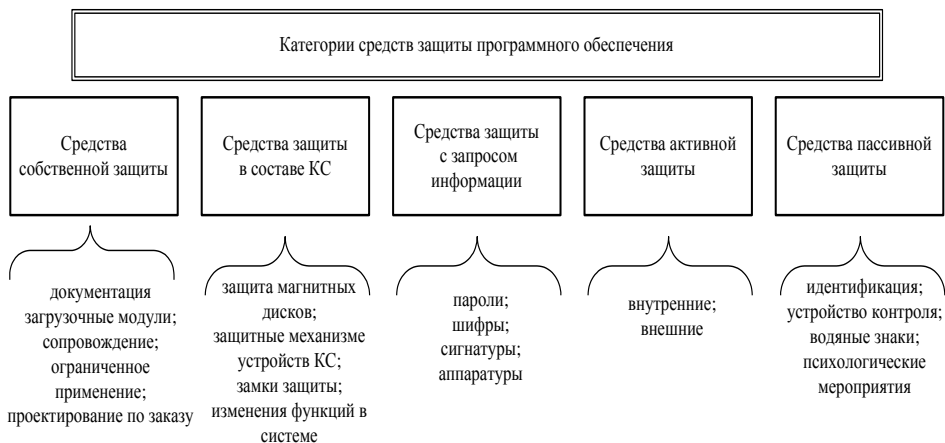 Категории средств защиты программного обеспечения
Средства
собственной защиты
Средства защиты
в составе КС
Средства защиты
с запросом
информации
Средства активной
защиты
Средства пассивной
защиты
документация
загрузочные модули;
сопровождение;
ограниченное
применение;
проектирование по заказу
защита магнитных
дисков;
защитные механизме
устройств КС;
замки защиты;
изменения функций в
системе
пароли;
шифры;
сигнатуры;
аппаратуры
внутренние;
внешние
идентификация;
устройство контроля;
водяные знаки;
психологические
мероприятия